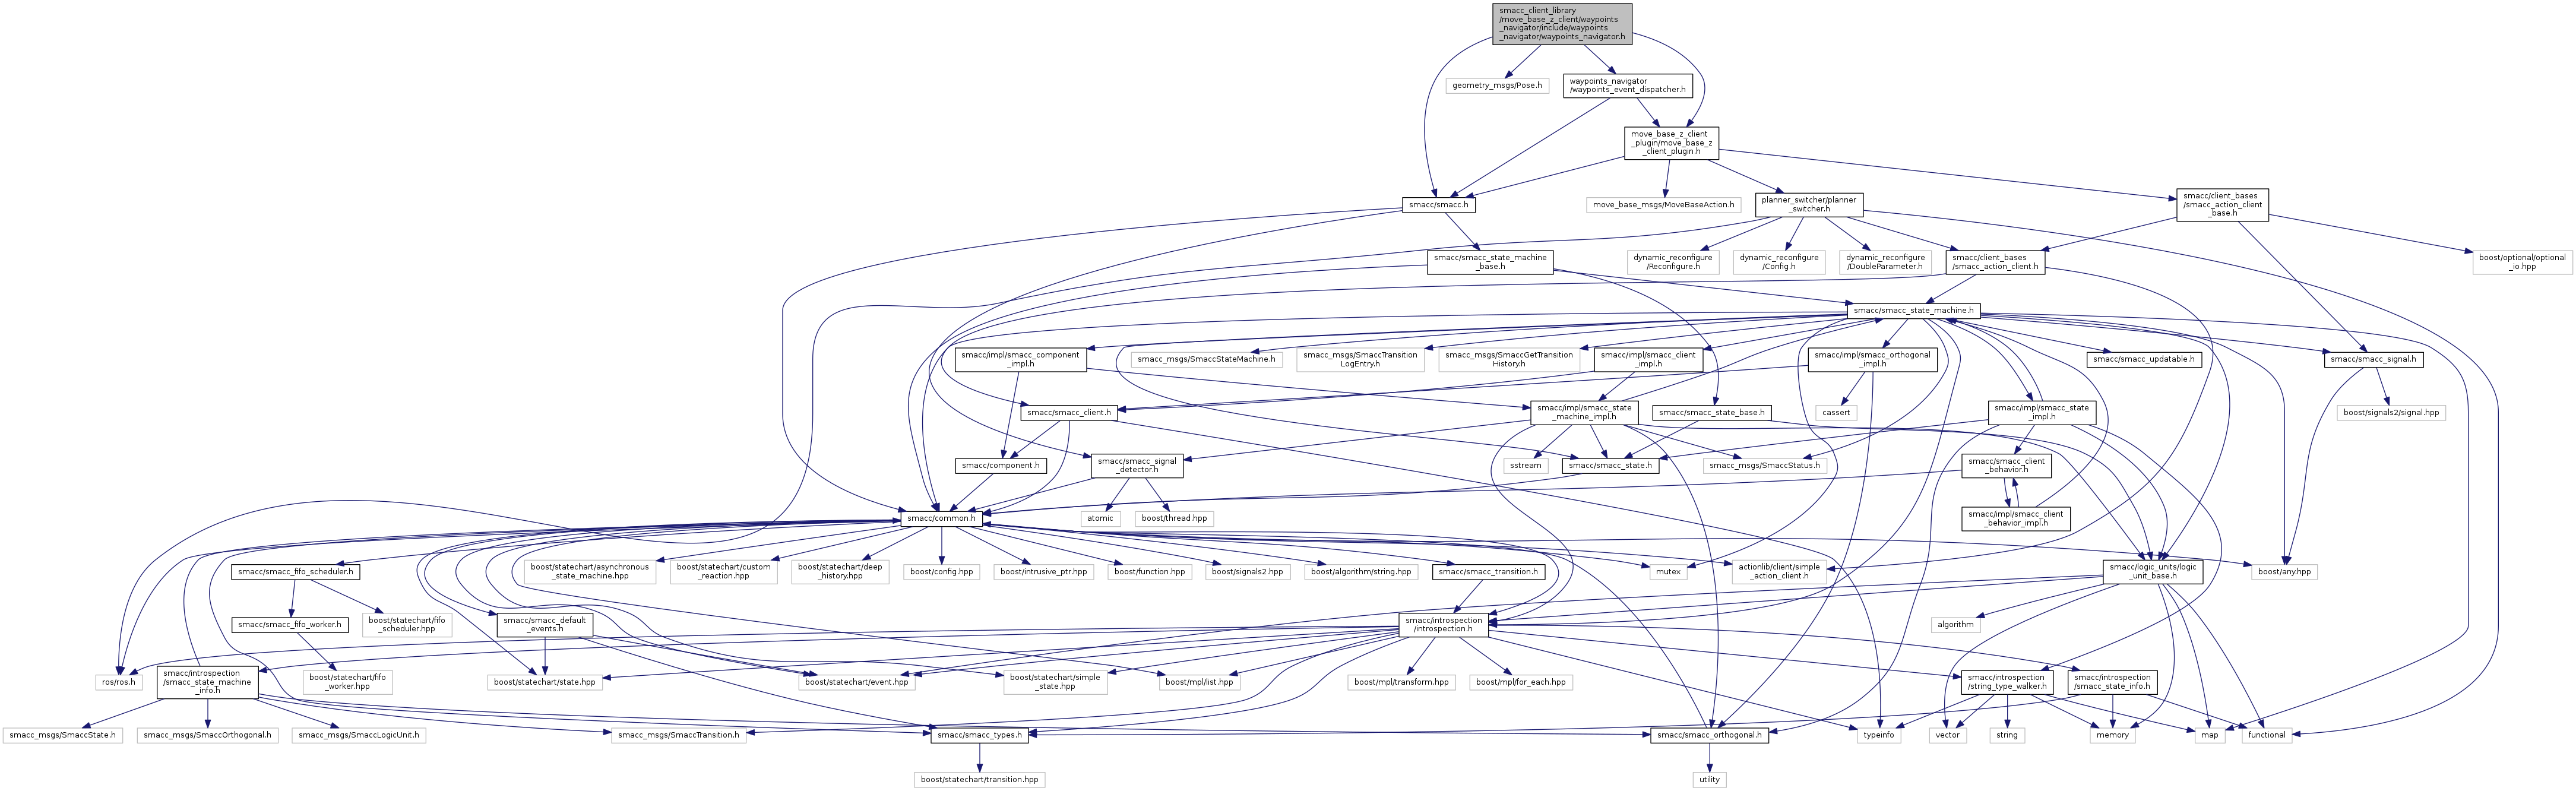 smacc_client_library
/move_base_z_client/waypoints
_navigator/include/waypoints
_navigator/waypoints_navigator.h
geometry_msgs/Pose.h
waypoints_navigator
/waypoints_event_dispatcher.h
move_base_z_client
_plugin/move_base_z
_client_plugin.h
smacc/smacc.h
move_base_msgs/MoveBaseAction.h
planner_switcher/planner
_switcher.h
smacc/client_bases
/smacc_action_client
_base.h
smacc/smacc_state_machine
_base.h
dynamic_reconfigure
/Reconfigure.h
dynamic_reconfigure
/Config.h
dynamic_reconfigure
/DoubleParameter.h
smacc/client_bases
/smacc_action_client.h
boost/optional/optional
_io.hpp
smacc/smacc_state_machine.h
smacc/impl/smacc_component
_impl.h
smacc_msgs/SmaccStateMachine.h
smacc_msgs/SmaccTransition
LogEntry.h
smacc_msgs/SmaccGetTransition
History.h
smacc/impl/smacc_client
_impl.h
smacc/impl/smacc_orthogonal
_impl.h
smacc/smacc_updatable.h
smacc/smacc_signal.h
smacc/smacc_client.h
smacc/impl/smacc_state
_machine_impl.h
smacc/smacc_state_base.h
cassert
smacc/impl/smacc_state
_impl.h
boost/signals2/signal.hpp
smacc/component.h
smacc/smacc_signal
_detector.h
sstream
smacc/smacc_state.h
smacc_msgs/SmaccStatus.h
smacc/smacc_client
_behavior.h
smacc/common.h
atomic
boost/thread.hpp
smacc/impl/smacc_client
_behavior_impl.h
smacc/smacc_fifo_scheduler.h
boost/statechart/asynchronous
_state_machine.hpp
boost/statechart/custom
_reaction.hpp
boost/statechart/deep
_history.hpp
boost/config.hpp
boost/intrusive_ptr.hpp
boost/function.hpp
boost/signals2.hpp
boost/algorithm/string.hpp
smacc/smacc_transition.h
mutex
actionlib/client/simple
_action_client.h
smacc/logic_units/logic
_unit_base.h
boost/any.hpp
smacc/smacc_fifo_worker.h
boost/statechart/fifo
_scheduler.hpp
smacc/smacc_default
_events.h
smacc/introspection
/introspection.h
algorithm
ros/ros.h
smacc/introspection
/smacc_state_machine
_info.h
boost/statechart/fifo
_worker.hpp
boost/statechart/state.hpp
boost/statechart/event.hpp
boost/statechart/simple
_state.hpp
boost/mpl/list.hpp
boost/mpl/transform.hpp
boost/mpl/for_each.hpp
smacc/introspection
/string_type_walker.h
smacc/introspection
/smacc_state_info.h
smacc_msgs/SmaccState.h
smacc_msgs/SmaccOrthogonal.h
smacc_msgs/SmaccLogicUnit.h
smacc_msgs/SmaccTransition.h
smacc/smacc_types.h
smacc/smacc_orthogonal.h
typeinfo
vector
string
memory
map
functional
boost/statechart/transition.hpp
utility